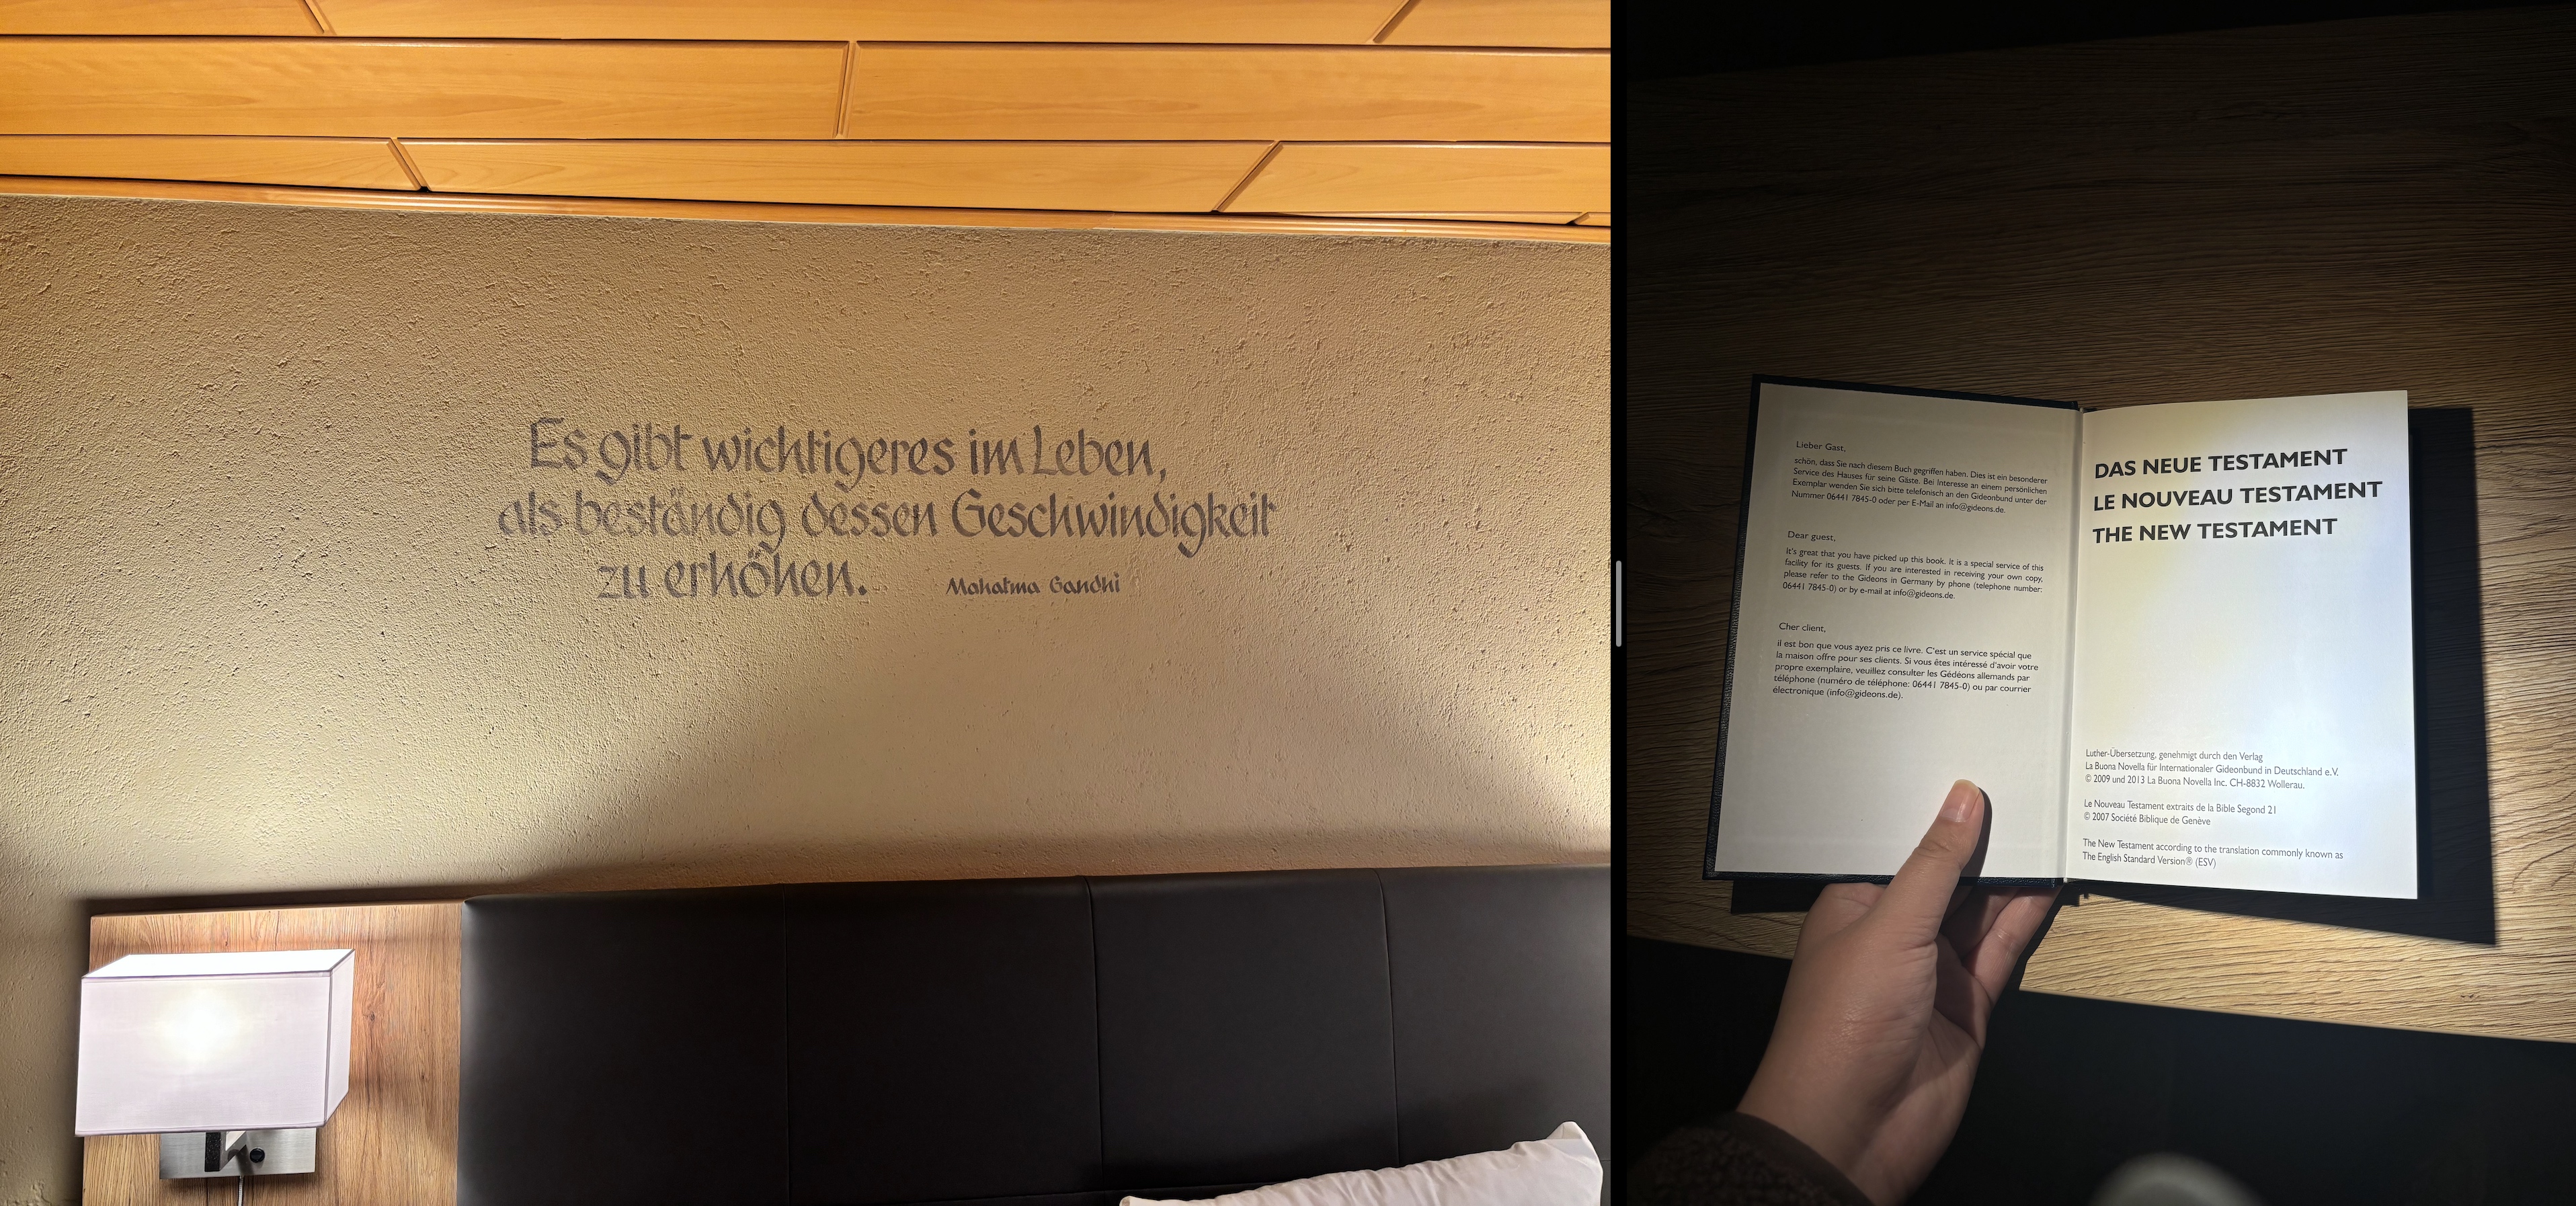 Es gibt wichtigeres im Leben,
als beständig dessen Geschwindigkeit
zu erhöhen.
Mahatma Gandhi
Lieber Gast,
schön, dass Sie nach diesem Buch gegriffen haben. Dies ist ein besonderer
Service des Hauses für seine Gäste. Bei Interesse an einem persönlichen
Exemplar wenden Sie sich bitte telefonisch an den Gideonbund unter der
Nummer 06441 7845-0 oder per E-Mail an info@gideons.de.
Dear guest,
It's great that you have picked up this book. It is a special service of this
facility for its guests. If you are interested in receiving your own copy,
please refer to the Gideons in Germany by phone (telephone number:
06441 7845-0) or by e-mail at info@gideons.de.
Cher client,
il est bon que vous ayez pris ce livre. C'est un service spécial que
la maison offre pour ses clients. Si vous êtes intéressé d'avoir votre
propre exemplaire, veuillez consulter les Gédéons allemands par
téléphone (numéro de téléphone: 06441 7845-0) ou par courrier
électronique (info@gideons.de).
DAS NEUE TESTAMENT
LE NOUVEAU TESTAMENT
THE NEW TESTAMENT
Luther-Übersetzung, genehmigt durch den Verlag
La Buona Novella für Internationaler Gideonbund in Deutschland e.V.
© 2009 und 2013 La Buona Novella Inc. CH-8832 Wollerau.
Le Nouveau Testament extraits de la Bible Segond 21
© 2007 Société Biblique de Genève
The New Testament according to the translation commonly known as
The English Standard Version® (ESV)